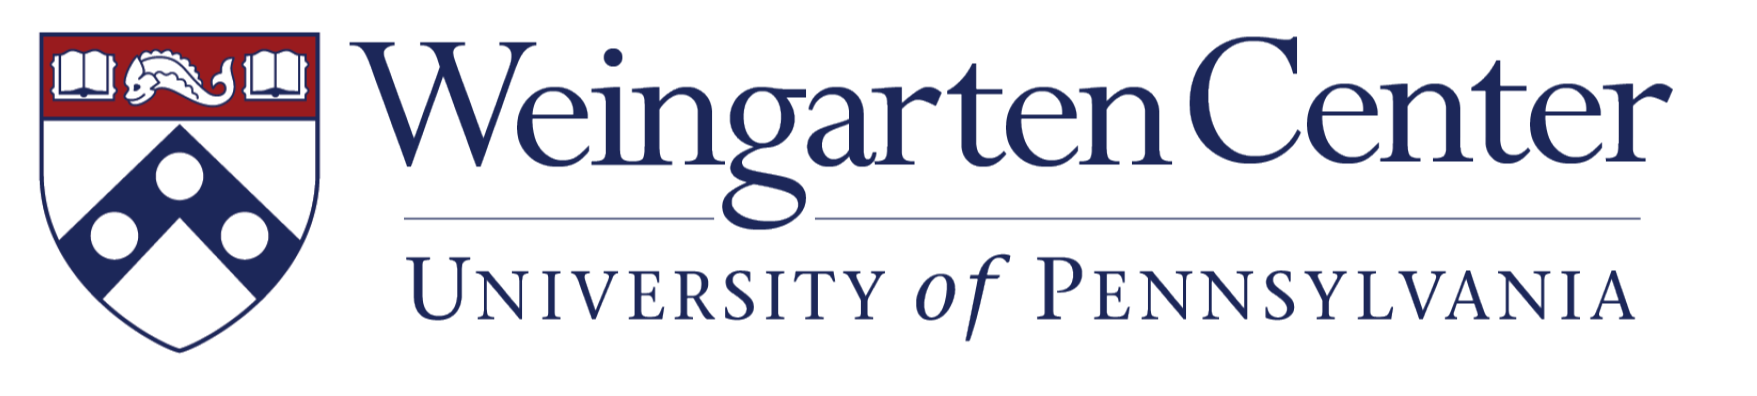 Weingarten Center
UNIVERSITY of PENNSYLVANIA